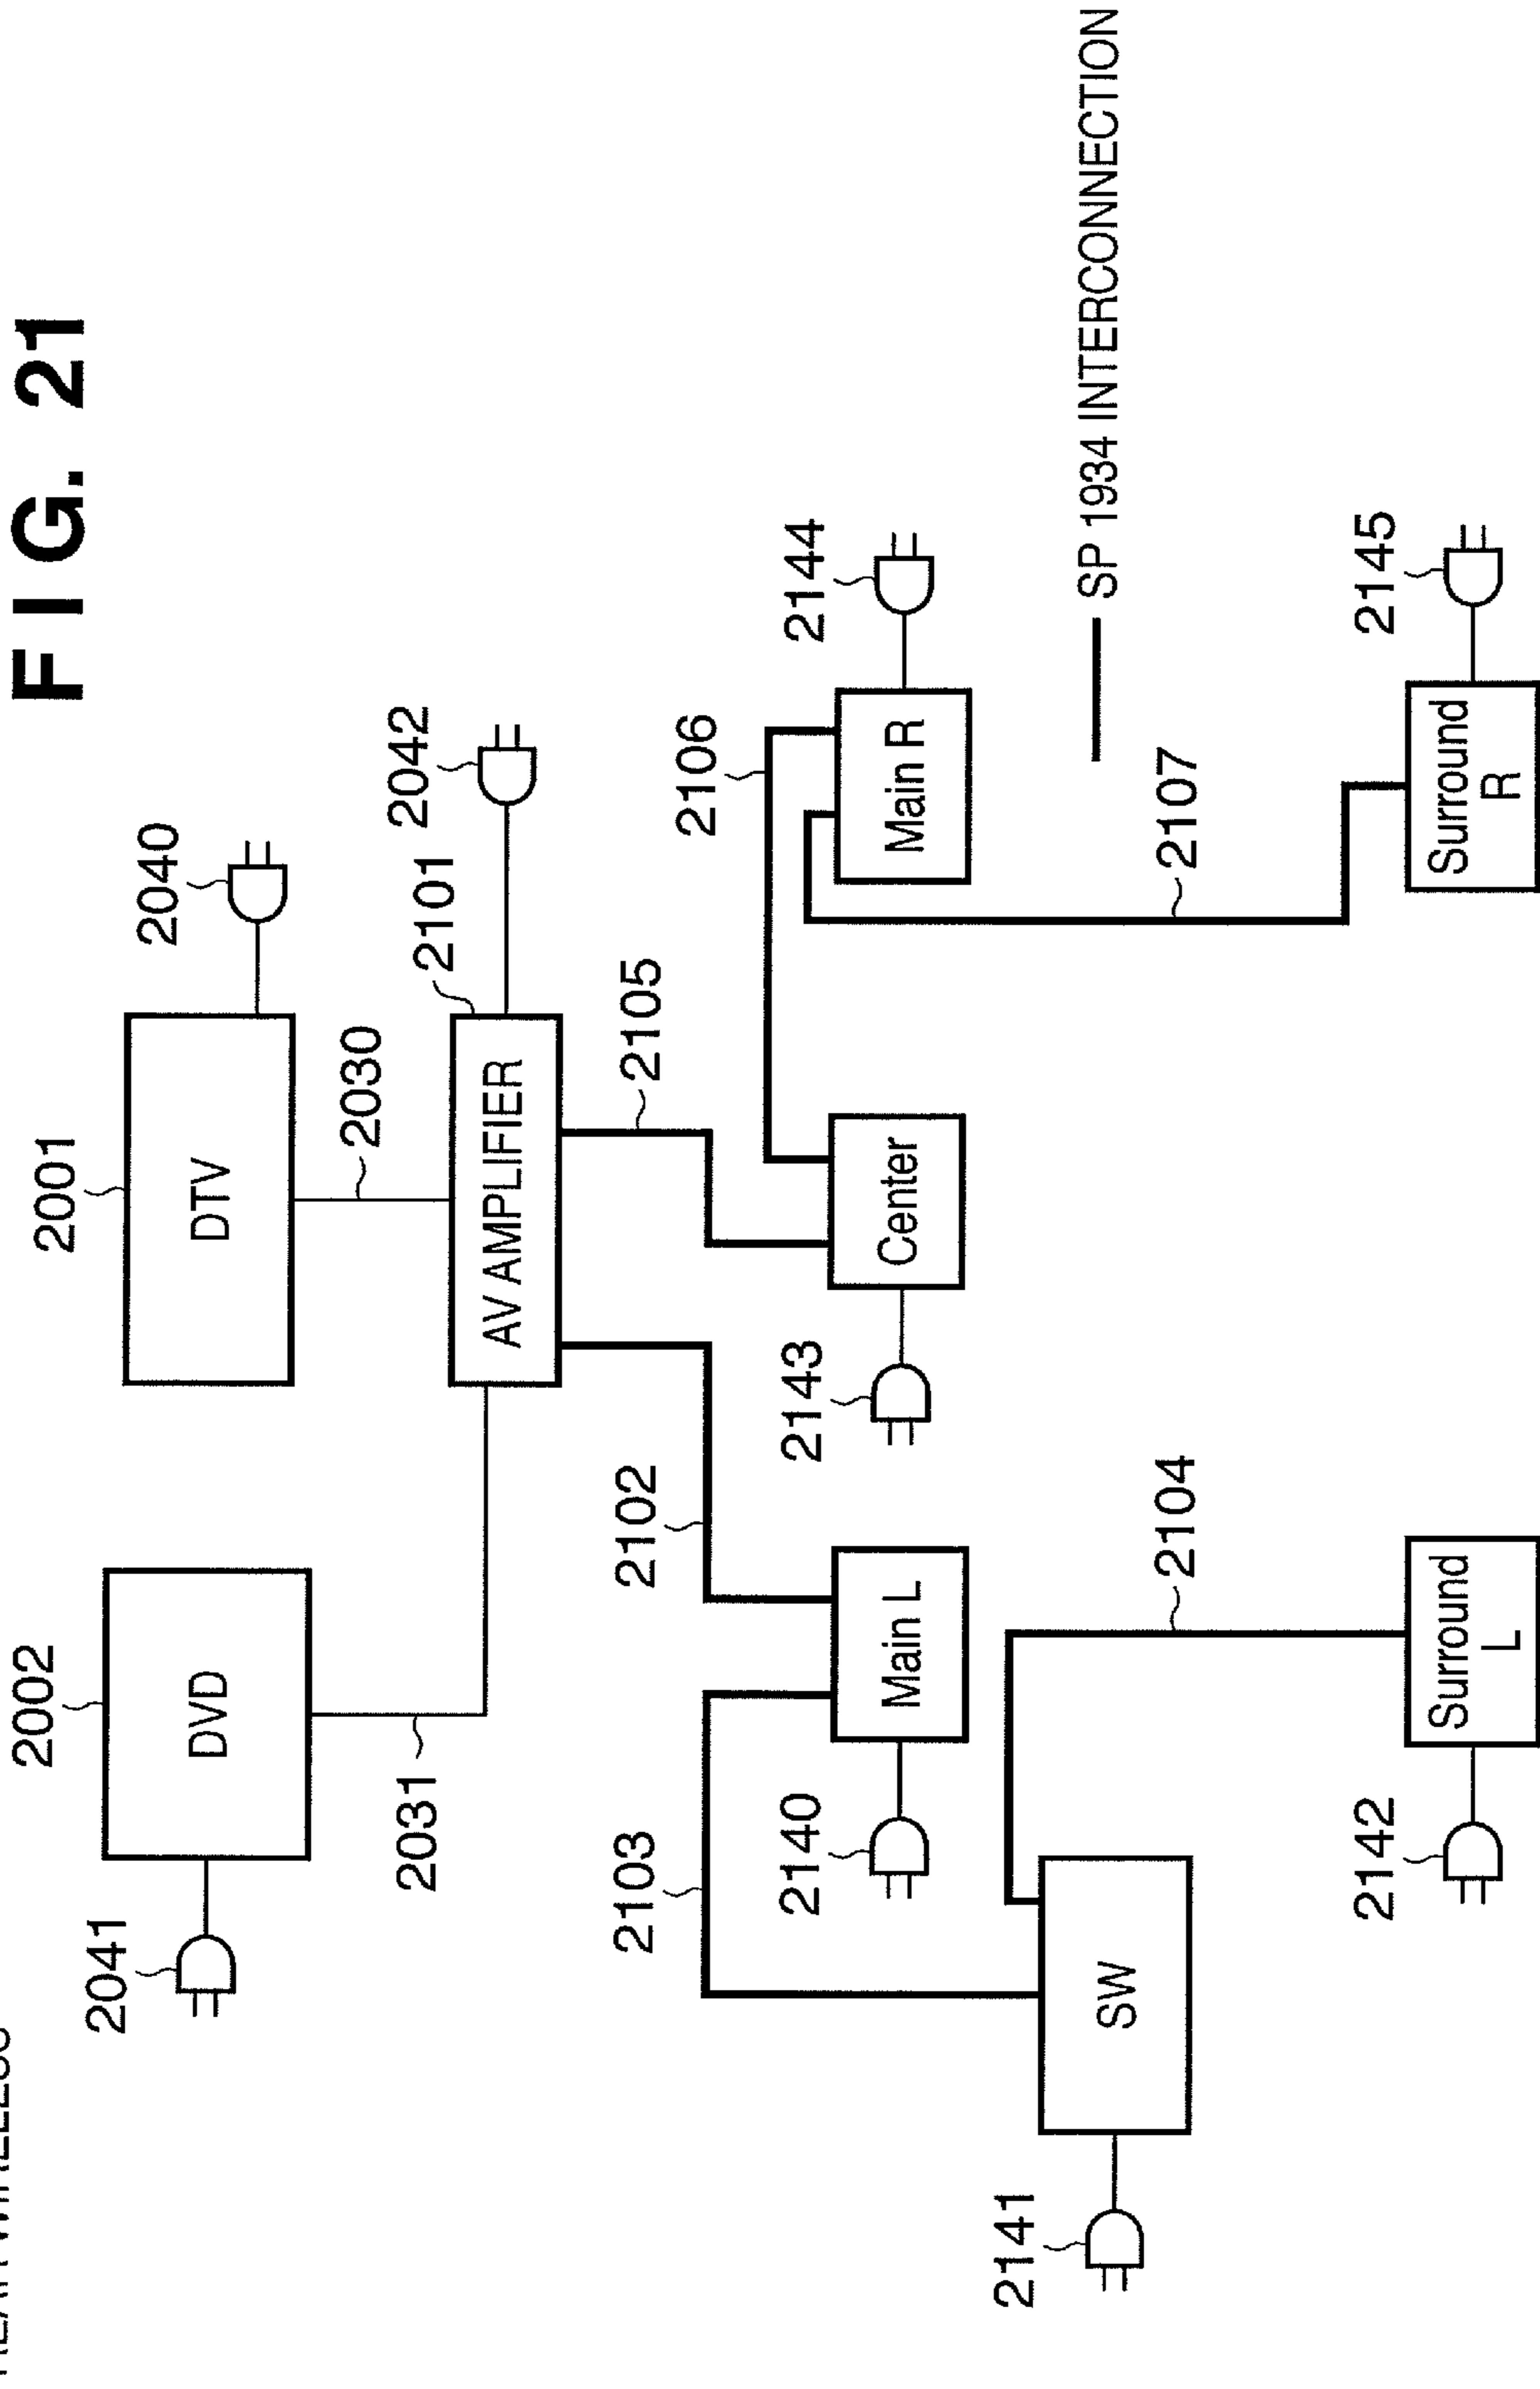 FIG. 21
2041
2002
DVD
2031
2001
DTV
2030
2040
2042
2101
AV AMPLIFIER
2102
2105
2103
2106
Main L
2140
Center
2143
Main R
2144
SW
2141
2104
2107
SP 1934 INTERCONNECTION
Surround
L
2142
Surround
R
2145